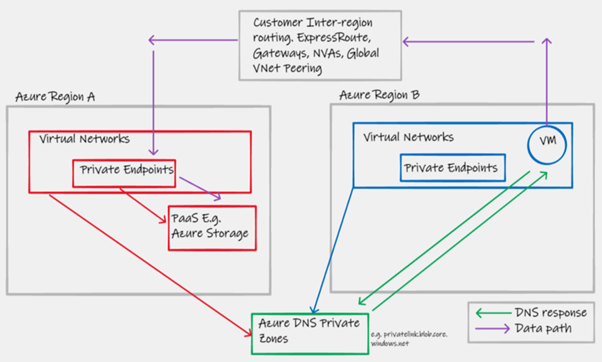 Customer Inter-region
routing. ExpressRoute,
Gateways, NVAs, Global
VNet Peering
Azure Region A
Virtual Networks
Private Endpoints
PaaS E.g.
Azure Storage
Azure Region B
Virtual Networks
VM
Private Endpoints
Azure DNS Private
Zones
e.g. privatelink.blob.core.
windows.net
DNS response
Data path